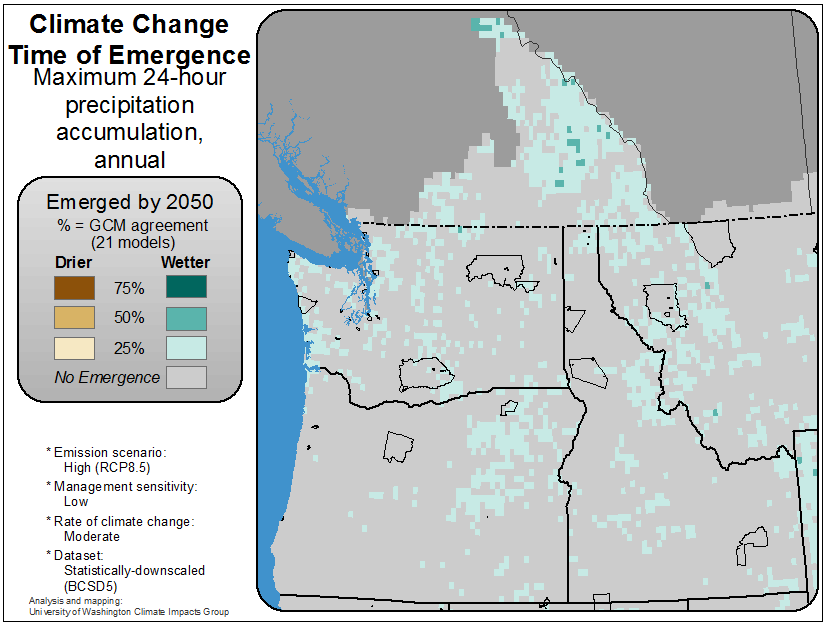 Climate Change
Time of Emergence
Maximum 24-hour
precipitation
accumulation,
annual
Emerged by 2050
% = GCM agreement
(21 models)
Drier Wetter
75%
50%
25%
No Emergence
* Emission scenario:
High (RCP8.5)
* Management sensitivity:
Low
* Rate of climate change:
Moderate
* Dataset:
Statistically-downscaled
(BCSD5)
Analysis and mapping:
University of Washington Climate Impacts Group